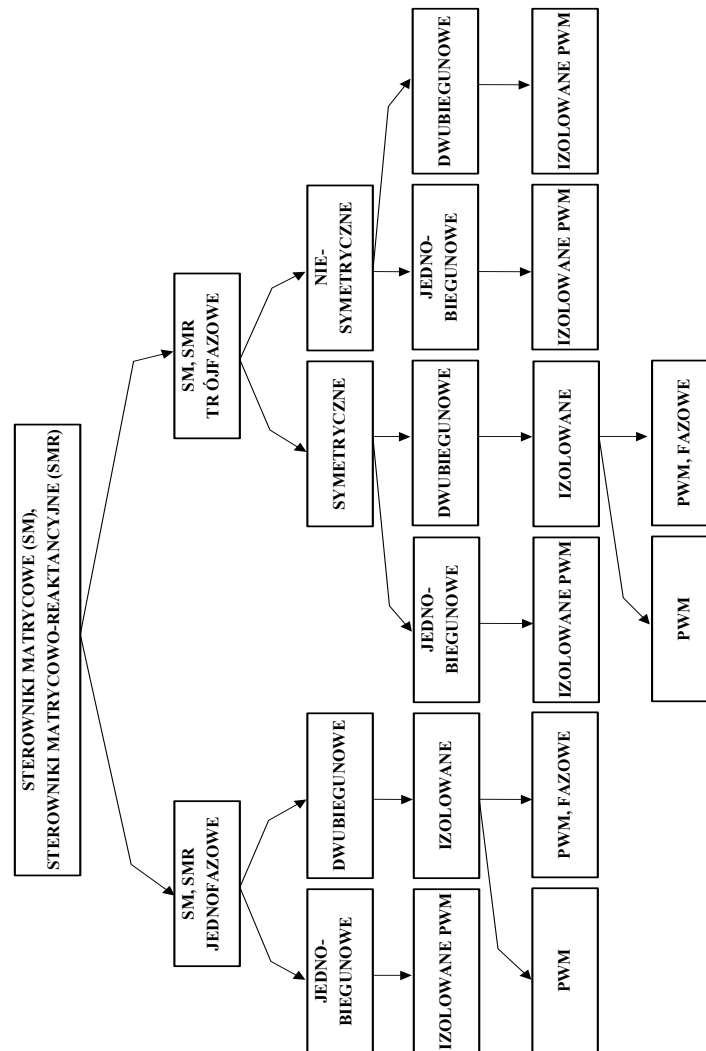 STEROWNIKI MATRYCOWE (SM),
STEROWNIKI MATRYCOWO-REAKTANCYJNE (SMR)
SM, SMR
JEDNOFAZOWE
SM, SMR
TR ÓJFAZOWE
JEDNO-
BIEGUNOWE
DWUBIEGUNOWE
SYMETRYCZNE
NIE-
SYMETRYCZNE
IZOLOWANE PWM
IZOLOWANE
JEDNO-
BIEGUNOWE
DWUBIEGUNOWE
JEDNO-
BIEGUNOWE
DWUBIEGUNOWE
PWM
PWM, FAZOWE
IZOLOWANE PWM
IZOLOWANE
IZOLOWANE PWM
IZOLOWANE PWM
PWM
PWM, FAZOWE